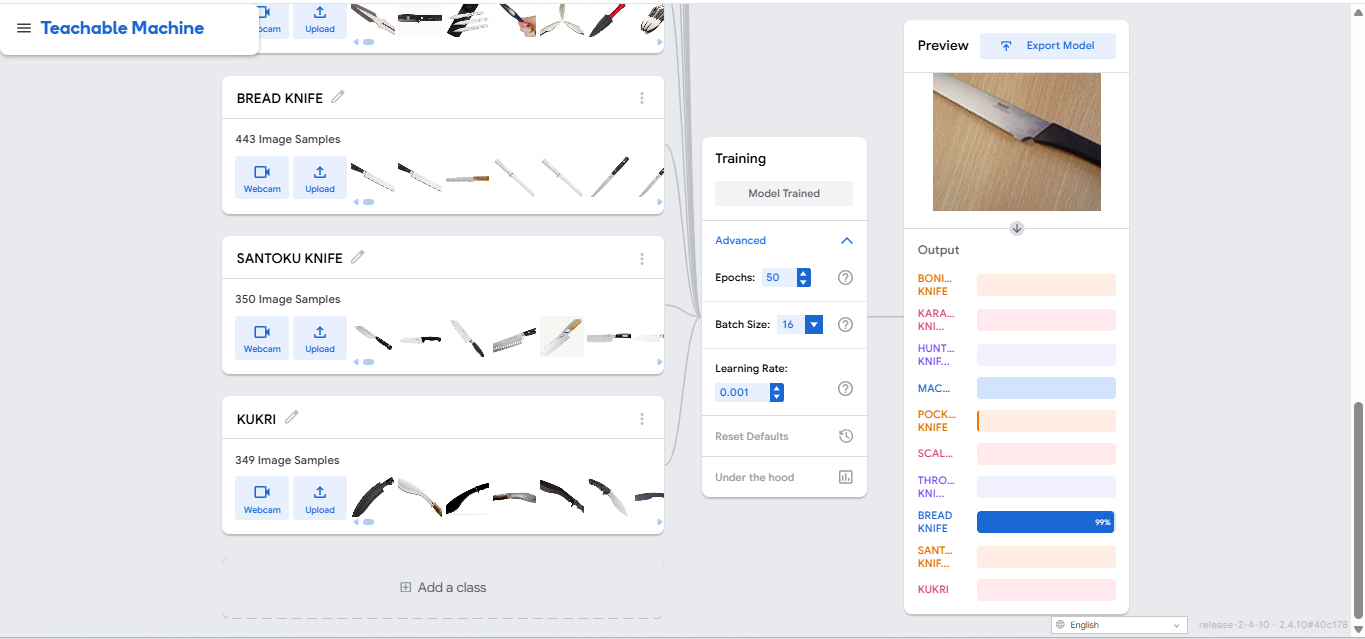 Teachable Machine
Webcam
Upload
BREAD KNIFE
443 Image Samples
Webcam
Upload
SANTOKU KNIFE
350 Image Samples
Webcam
Upload
KUKRI
349 Image Samples
Webcam
Upload
Add a class
Training
Model Trained
Advanced
Epochs: 50
Batch Size: 16
Learning Rate:
0.001
Reset Defaults
Under the hood
Preview
Export Model
Output
BONI...
KNIFE
KARA...
KNI...
HUNT...
KNIF...
MAC...
POCK...
KNIFE
SCAL...
THRO...
KNI...
BREAD
KNIFE
99%
SANT...
KNIF...
KUKRI
English
release-2-4-10 - 2.4.10#40c178